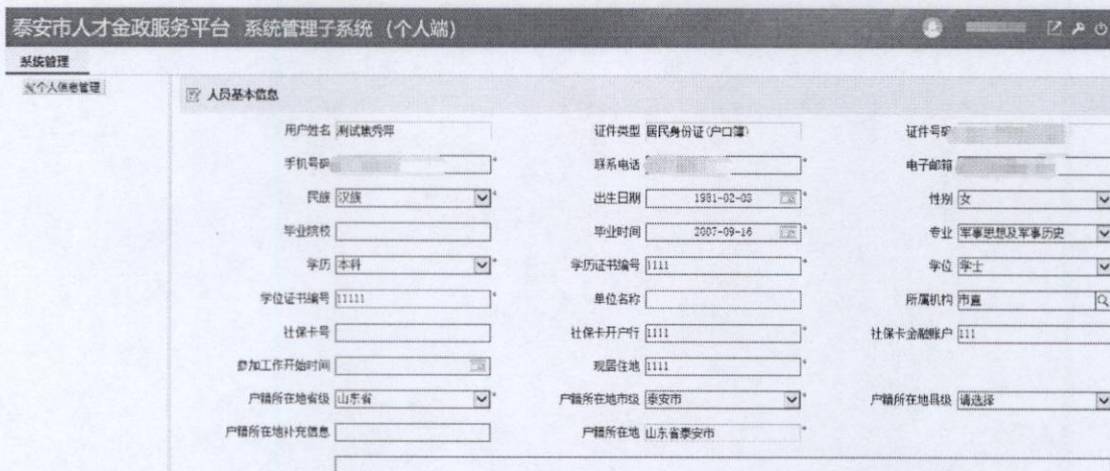 泰安市人才金政服务平台 系统管理子系统（个人端）
系统管理
个人信息管理
人员基本信息
用户姓名 测试焦秀萍 证件类型 居民身份证(户口簿) 证件号码
手机号码 * 联系电话 * 电子邮箱
民族 汉族 * 出生日期 1981-02-03 * 性别 女
毕业院校 毕业时间 2007-09-16 * 专业 军事思想及军事历史
学历 本科 * 学历证书编号 1111 * 学位 学士
学位证书编号 11111 * 单位名称 所属机构 市直
社保卡号 社保卡开户行 1111 * 社保卡金融账户 111
参加工作开始时间 现居住地 1111 *
户籍所在地省级 山东省 * 户籍所在地市级 泰安市 * 户籍所在地县级 请选择
户籍所在地补充信息 户籍所在地 山东省泰安市 *